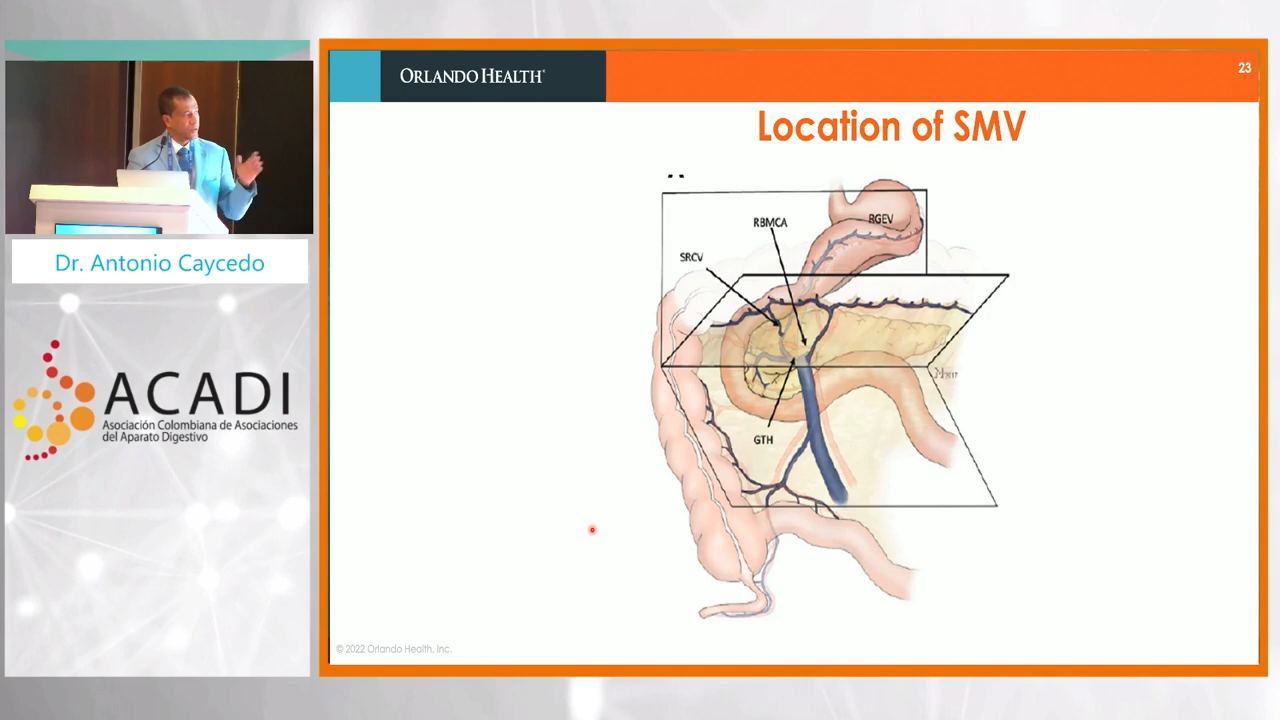 ORLANDO HEALTH®
23
Location of SMV
RBMCA
RGEV
SRCV
GTH
Dr. Antonio Caycedo
ACADI
Asociación Colombiana de Asociaciones
del Aparato Digestivo
© 2022 Orlando Health, Inc.